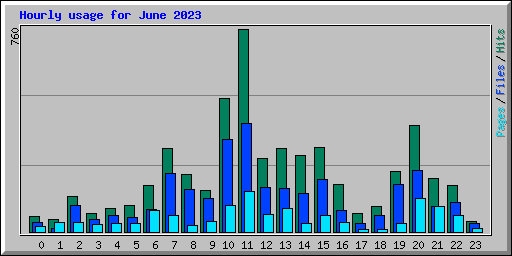 Hourly usage for June 2023
760
Pages / Files / Hits
0 1 2 3 4 5 6 7 8 9 10 11 12 13 14 15 16 17 18 19 20 21 22 23